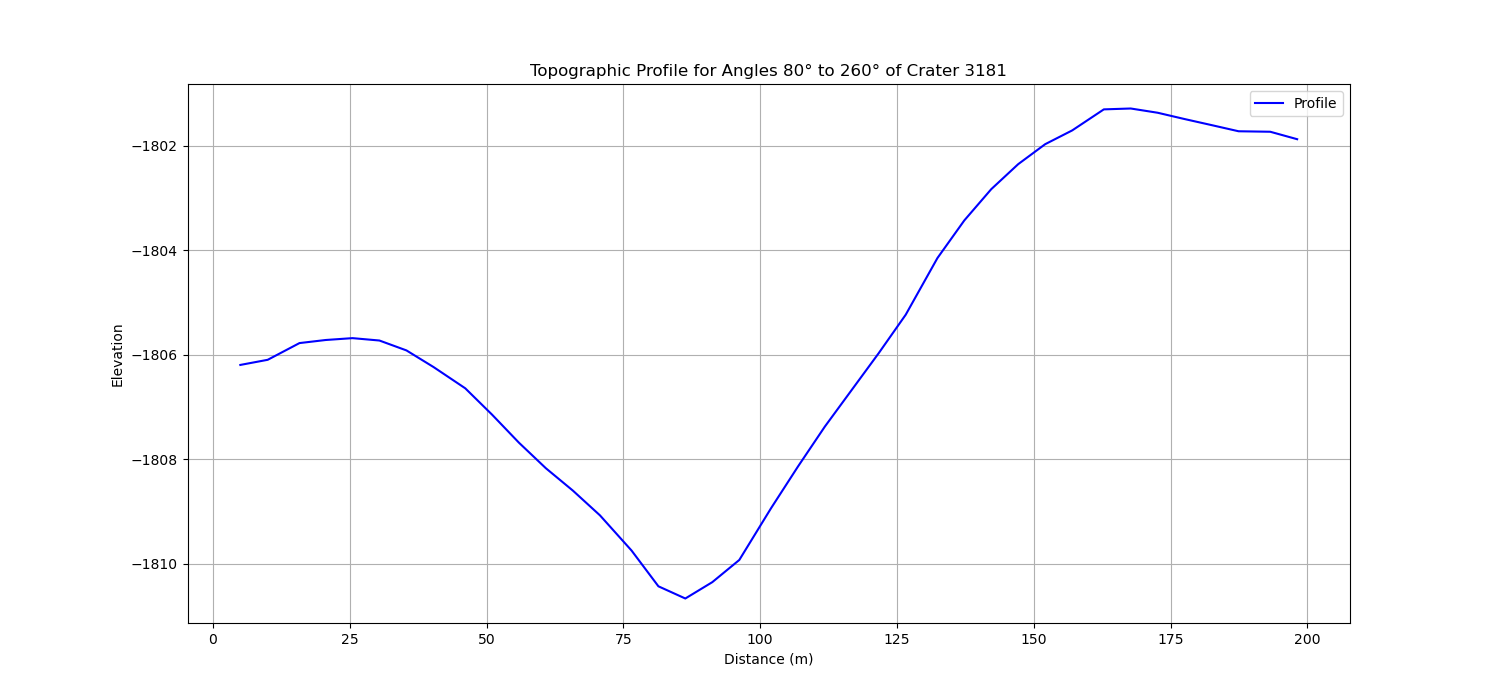 Topographic Profile for Angles 80° to 260° of Crater 3181
Profile
−1802
−1804
−1806
−1808
−1810
Elevation
0 25 50 75 100 125 150 175 200
Distance (m)